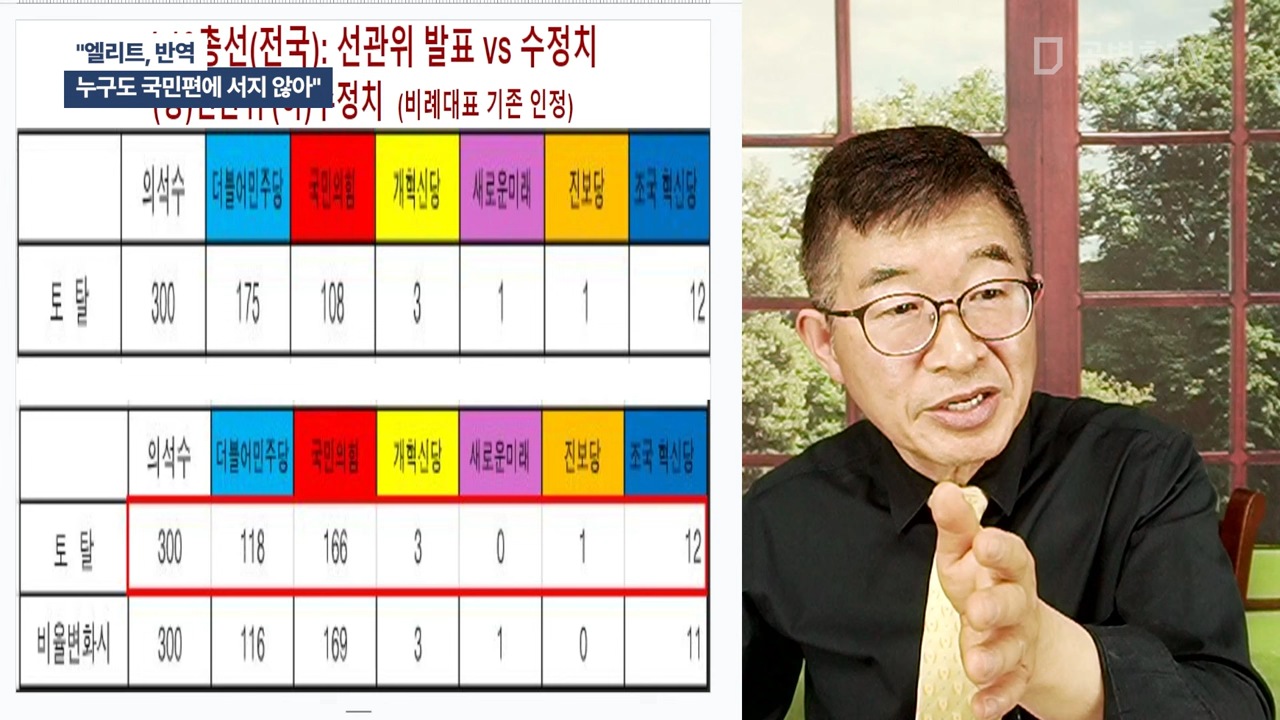 "엘리트, 반역
누구도 국민편에 서지 않아"
총선(전국): 선관위 발표 vs 수정치
정치 (비례대표 기존 인정)
의석수 더불어민주당 국민의힘 개혁신당 새로운미래 진보당 조국 혁신당
토 탈 300 175 108 3 1 1 12
의석수 더불어민주당 국민의힘 개혁신당 새로운미래 진보당 조국 혁신당
토 탈 300 118 166 3 0 1 12
비율변화시 300 116 169 3 1 0 11